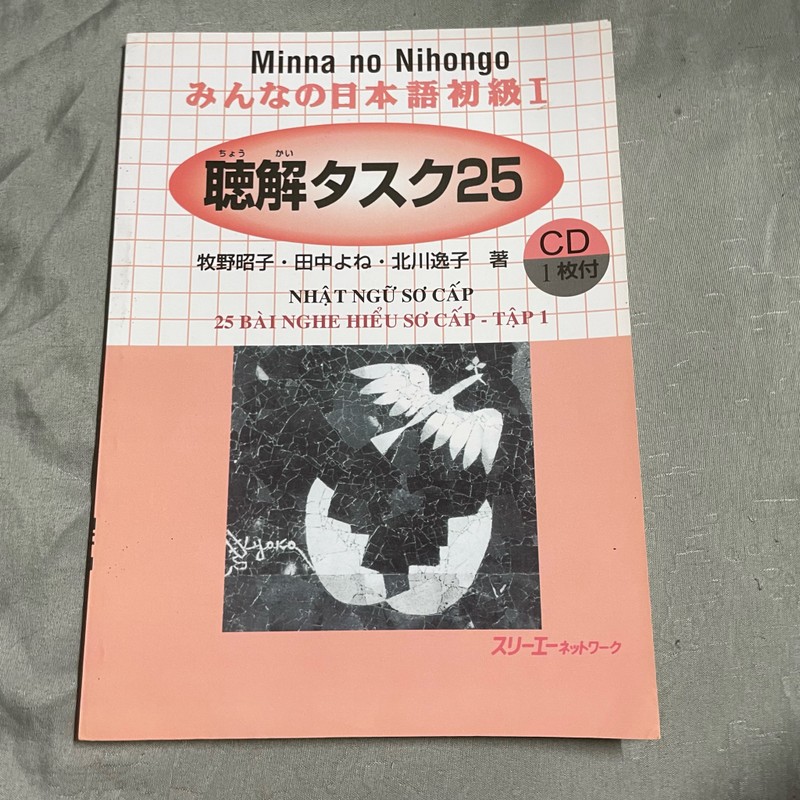 Minna no Nihongo
みんなの日本語初級I
ちょう かい
聴解タスク25
CD
1枚付
牧野昭子・田中よね・北川逸子 著
NHẬT NGỮ SƠ CẤP
25 BÀI NGHE HIỂU SƠ CẤP - TẬP 1
Kyoko
スリーエーネットワーク